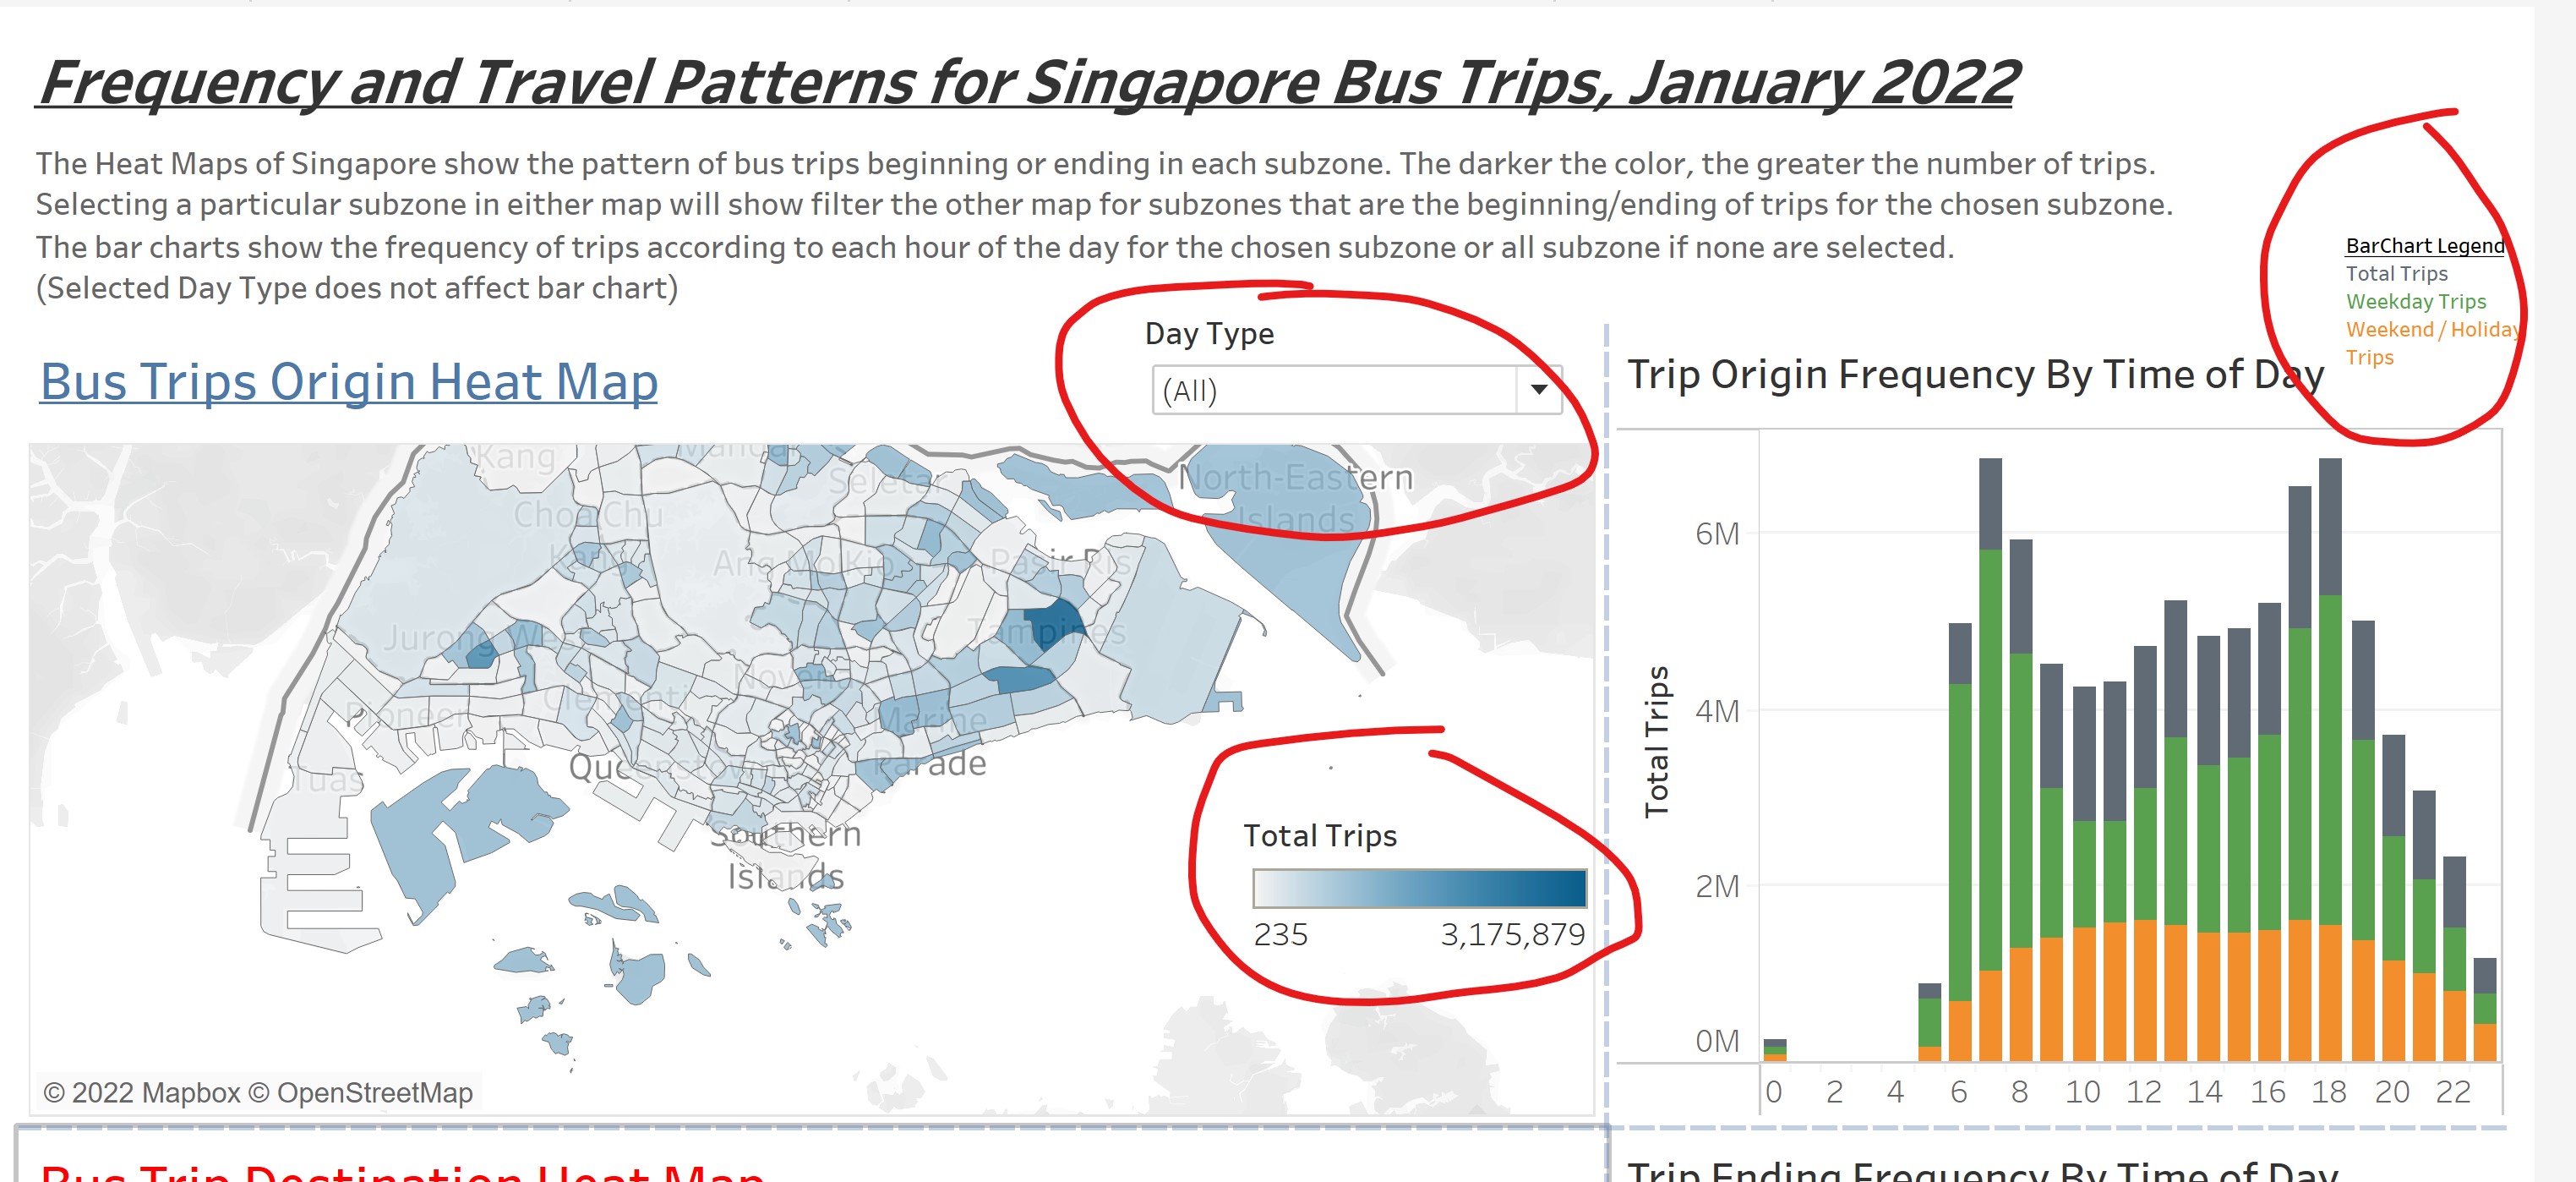 Frequency and Travel Patterns for Singapore Bus Trips, January 2022
The Heat Maps of Singapore show the pattern of bus trips beginning or ending in each subzone. The darker the color, the greater the number of trips.
Selecting a particular subzone in either map will show filter the other map for subzones that are the beginning/ending of trips for the chosen subzone.
The bar charts show the frequency of trips according to each hour of the day for the chosen subzone or all subzone if none are selected.
(Selected Day Type does not affect bar chart)
BarChart Legend
Total Trips
Weekday Trips
Weekend / Holiday
Trips
Bus Trips Origin Heat Map
Day Type
(All)
Kang
Mandai
Seletar
North-Eastern
Islands
Choa Chu
Kang
Ang Mo Kio
Pasir Ris
Jurong West
Tampines
Novena
Clementi
Pioneer
Marine
Parade
Queenstown
Tuas
Southern
Islands
Total Trips
235 3,175,879
© 2022 Mapbox © OpenStreetMap
Trip Origin Frequency By Time of Day
Total Trips
6M
4M
2M
0M
0 2 4 6 8 10 12 14 16 18 20 22
Bus Trip Destination Heat Map
Trip Ending Frequency By Time of Day